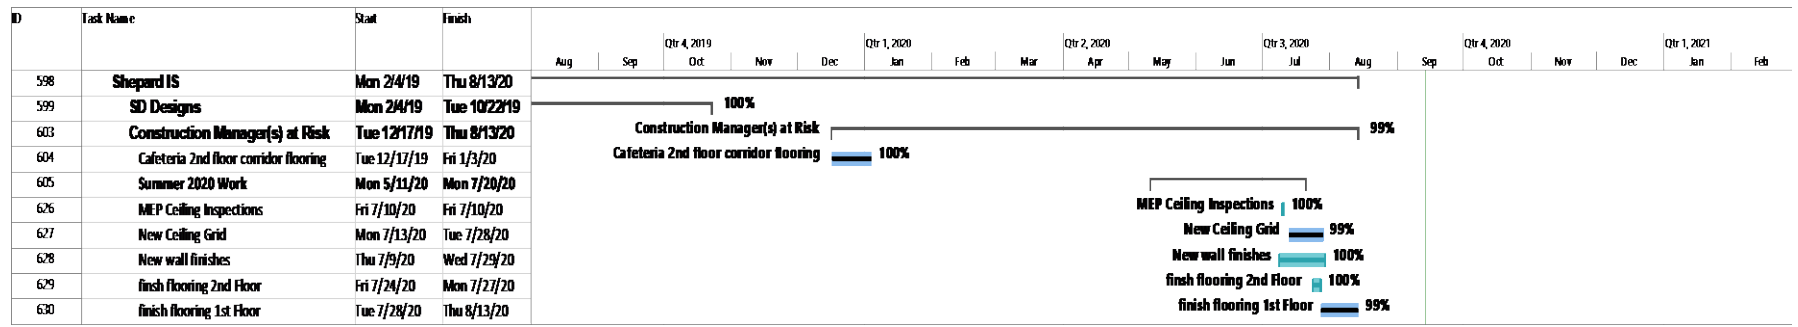 ID Task Name Start Finish
Qtr 4, 2019 Qtr 1, 2020 Qtr 2, 2020 Qtr 3, 2020 Qtr 4, 2020 Qtr 1, 2021
Aug Sep Oct Nov Dec Jan Feb Mar Apr May Jun Jul Aug Sep Oct Nov Dec Jan Feb
598 Shepard IS Mon 2/4/19 Thu 8/13/20
599 SD Designs Mon 2/4/19 Tue 10/22/19 100%
603 Construction Manager(s) at Risk Tue 12/17/19 Thu 8/13/20 Construction Manager(s) at Risk 99%
604 Cafeteria 2nd floor corridor flooring Tue 12/17/19 Fri 1/3/20 Cafeteria 2nd floor corridor flooring 100%
605 Summer 2020 Work Mon 5/11/20 Mon 7/20/20
626 MEP Ceiling Inspections Fri 7/10/20 Fri 7/10/20 MEP Ceiling Inspections 100%
627 New Ceiling Grid Mon 7/13/20 Tue 7/28/20 New Ceiling Grid 99%
628 New wall finishes Thu 7/9/20 Wed 7/29/20 New wall finishes 100%
629 finsh flooring 2nd Floor Fri 7/24/20 Mon 7/27/20 finsh flooring 2nd Floor 100%
630 finish flooring 1st Floor Tue 7/28/20 Thu 8/13/20 finish flooring 1st Floor 99%